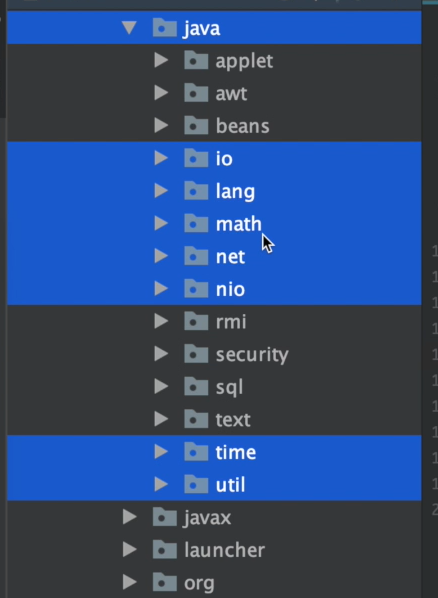 java
applet
awt
beans
io
lang
math
net
nio
rmi
security
sql
text
time
util
javax
launcher
org